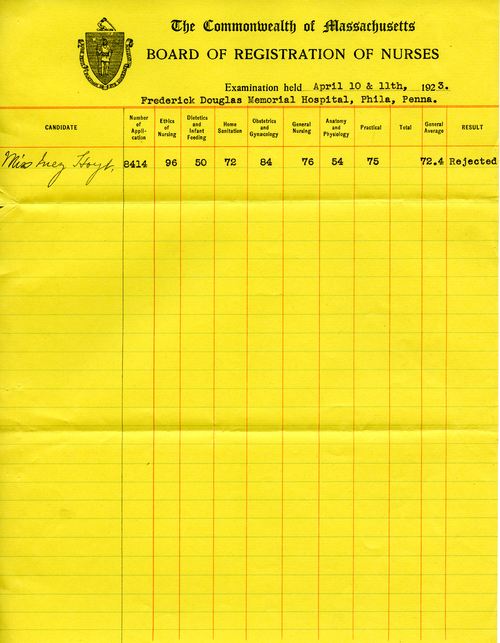 The Commonwealth of Massachusetts
BOARD OF REGISTRATION OF NURSES
Examination held April 10 & 11th, 1923.
Frederick Douglas Memorial Hospital, Phila, Penna.
CANDIDATE Number of Appli-cation Ethics of Nursing Dietetics and Infant Feeding Home Sanitation Obstetrics and Gynacology General Nursing Anatomy and Physiology Practical Total General Average RESULT
Miss Inez Hoyt, 8414 96 50 72 84 76 54 75 72.4 Rejected